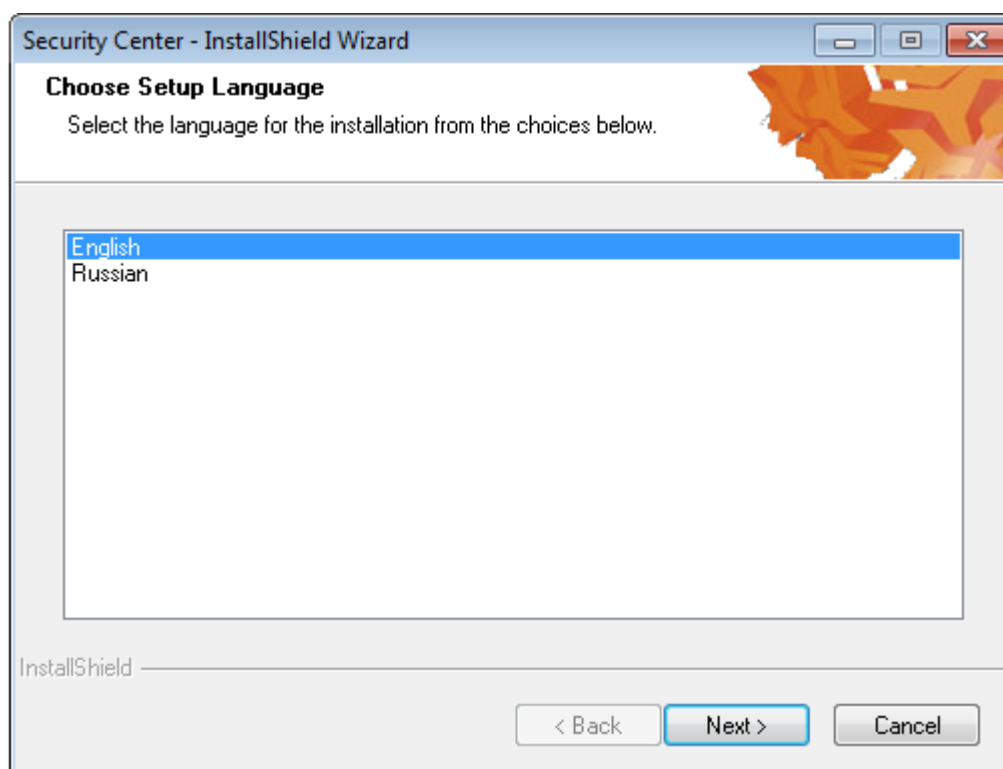 Security Center - InstallShield Wizard
Choose Setup Language
Select the language for the installation from the choices below.
English
Russian
InstallShield
< Back
Next >
Cancel